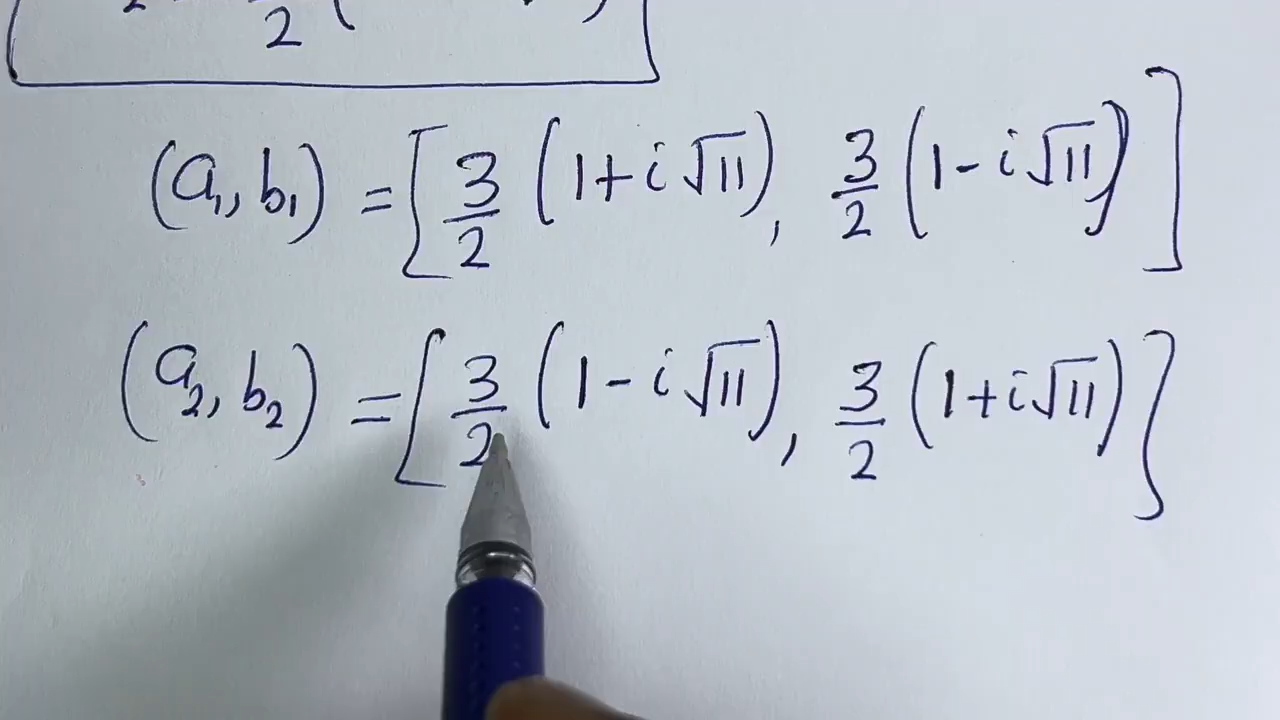 2
(a₁, b₁) = [3/2 (1+i√11), 3/2 (1-i√11)]
(a₂, b₂) = [3/2 (1-i√11), 3/2 (1+i√11)]